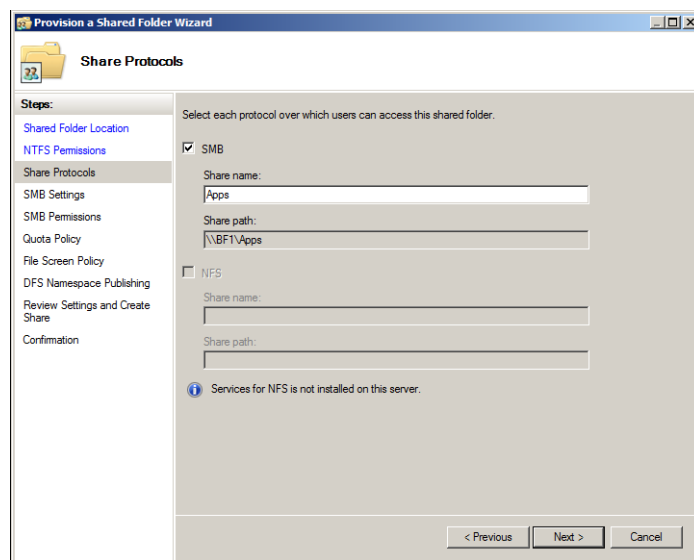 Provision a Shared Folder Wizard
Share Protocols
Steps:
Shared Folder Location
NTFS Permissions
Share Protocols
SMB Settings
SMB Permissions
Quota Policy
File Screen Policy
DFS Namespace Publishing
Review Settings and Create
Share
Confirmation
Select each protocol over which users can access this shared folder.
SMB
Share name:
Apps
Share path:
\\BF1\Apps
NFS
Share name:
Share path:
Services for NFS is not installed on this server.
< Previous
Next >
Cancel